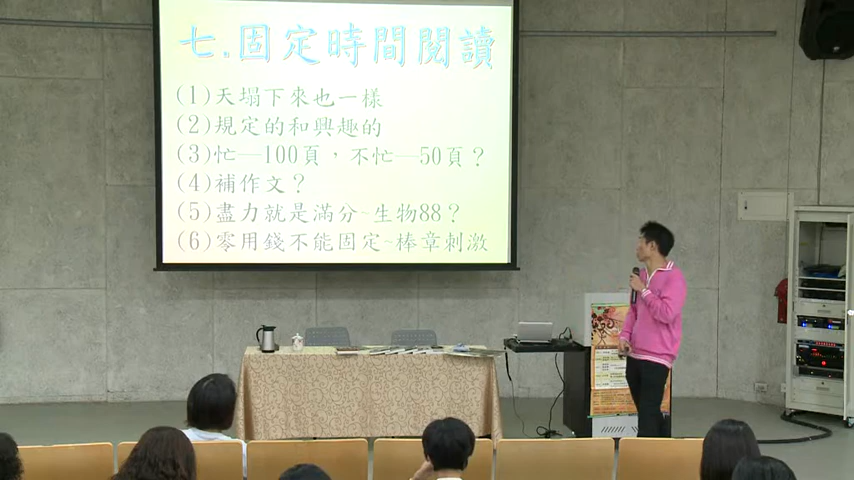 七.固定時間閱讀
(1)天塌下來也一樣
(2)規定的和興趣的
(3)忙—100頁，不忙—50頁？
(4)補作文？
(5)盡力就是滿分~生物88？
(6)零用錢不能固定~棒章刺激